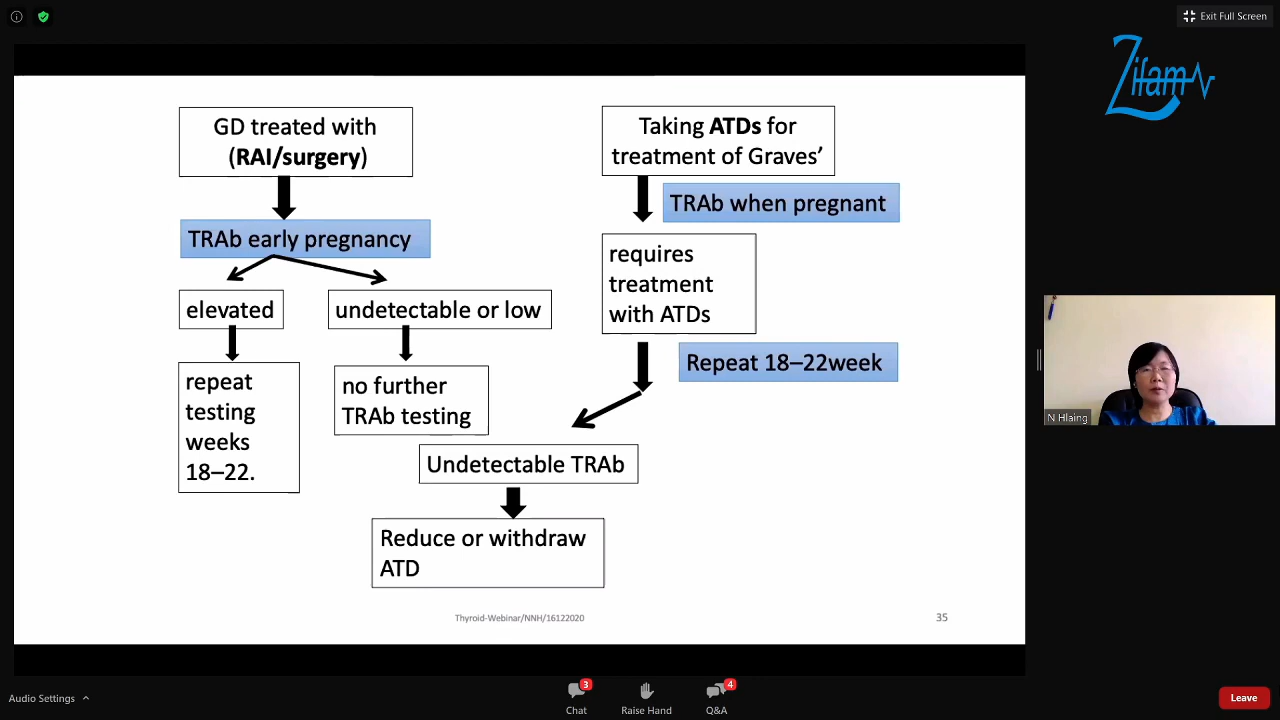 Exit Full Screen
Zifam
GD treated with
(RAI/surgery)
TRAb early pregnancy
elevated
undetectable or low
repeat
testing
weeks
18–22.
no further
TRAb testing
Taking ATDs for
treatment of Graves’
TRAb when pregnant
requires
treatment
with ATDs
Repeat 18–22week
Undetectable TRAb
Reduce or withdraw
ATD
Thyroid-Webinar/NNH/16122020
35
N Hlaing
Audio Settings
3
Chat
Raise Hand
4
Q&A
Leave